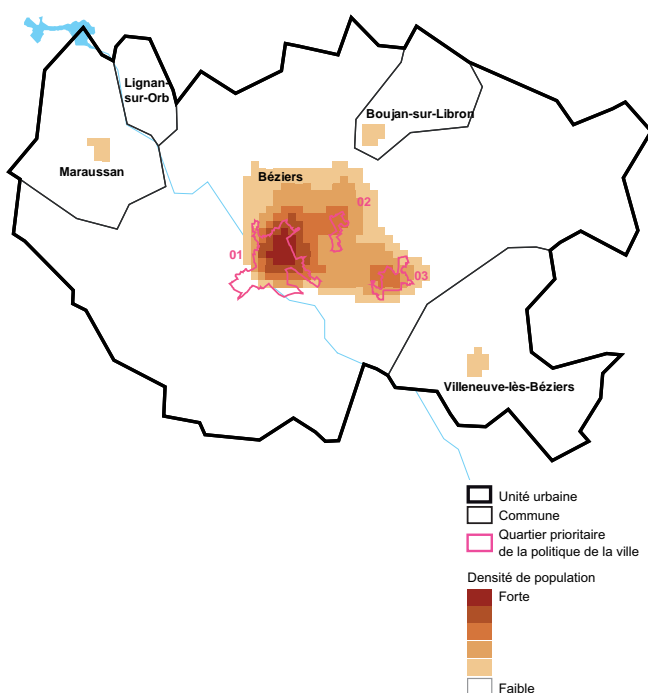 Lignan-
sur-Orb
Boujan-sur-Libron
Maraussan
Béziers
02
01
03
Villeneuve-lès-Béziers
Unité urbaine
Commune
Quartier prioritaire
de la politique de la ville
Densité de population
Forte
Faible